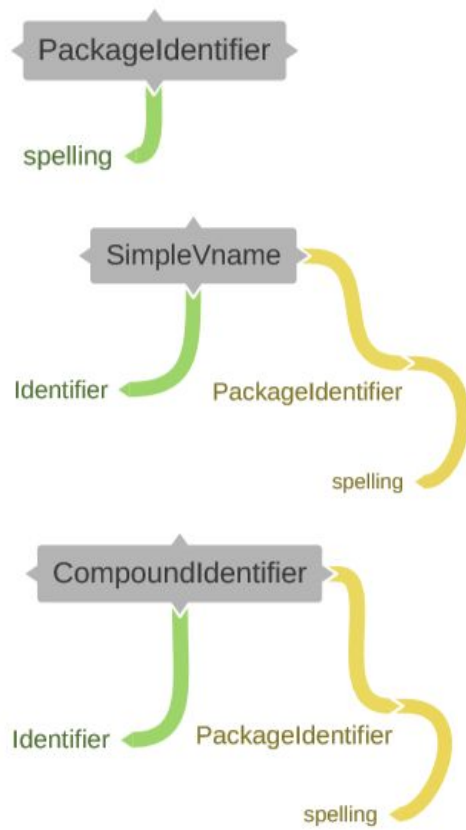 PackageIdentifier
spelling
SimpleVname
Identifier
PackageIdentifier
spelling
CompoundIdentifier
Identifier
PackageIdentifier
spelling